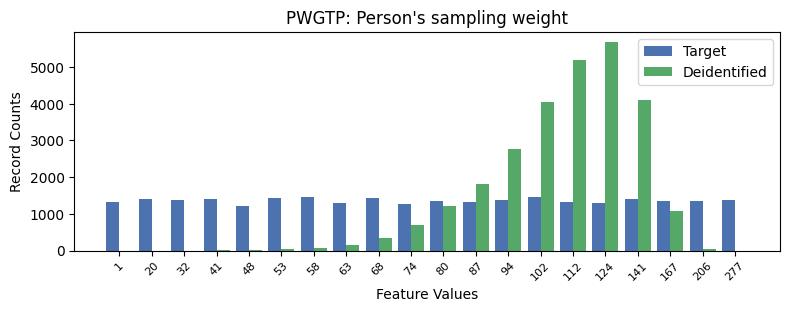 PWGTP: Person's sampling weight
Target
Deidentified
Record Counts
5000
4000
3000
2000
1000
0
1 20 32 41 48 53 58 63 68 74 80 87 94 102 112 124 141 167 206 277
Feature Values